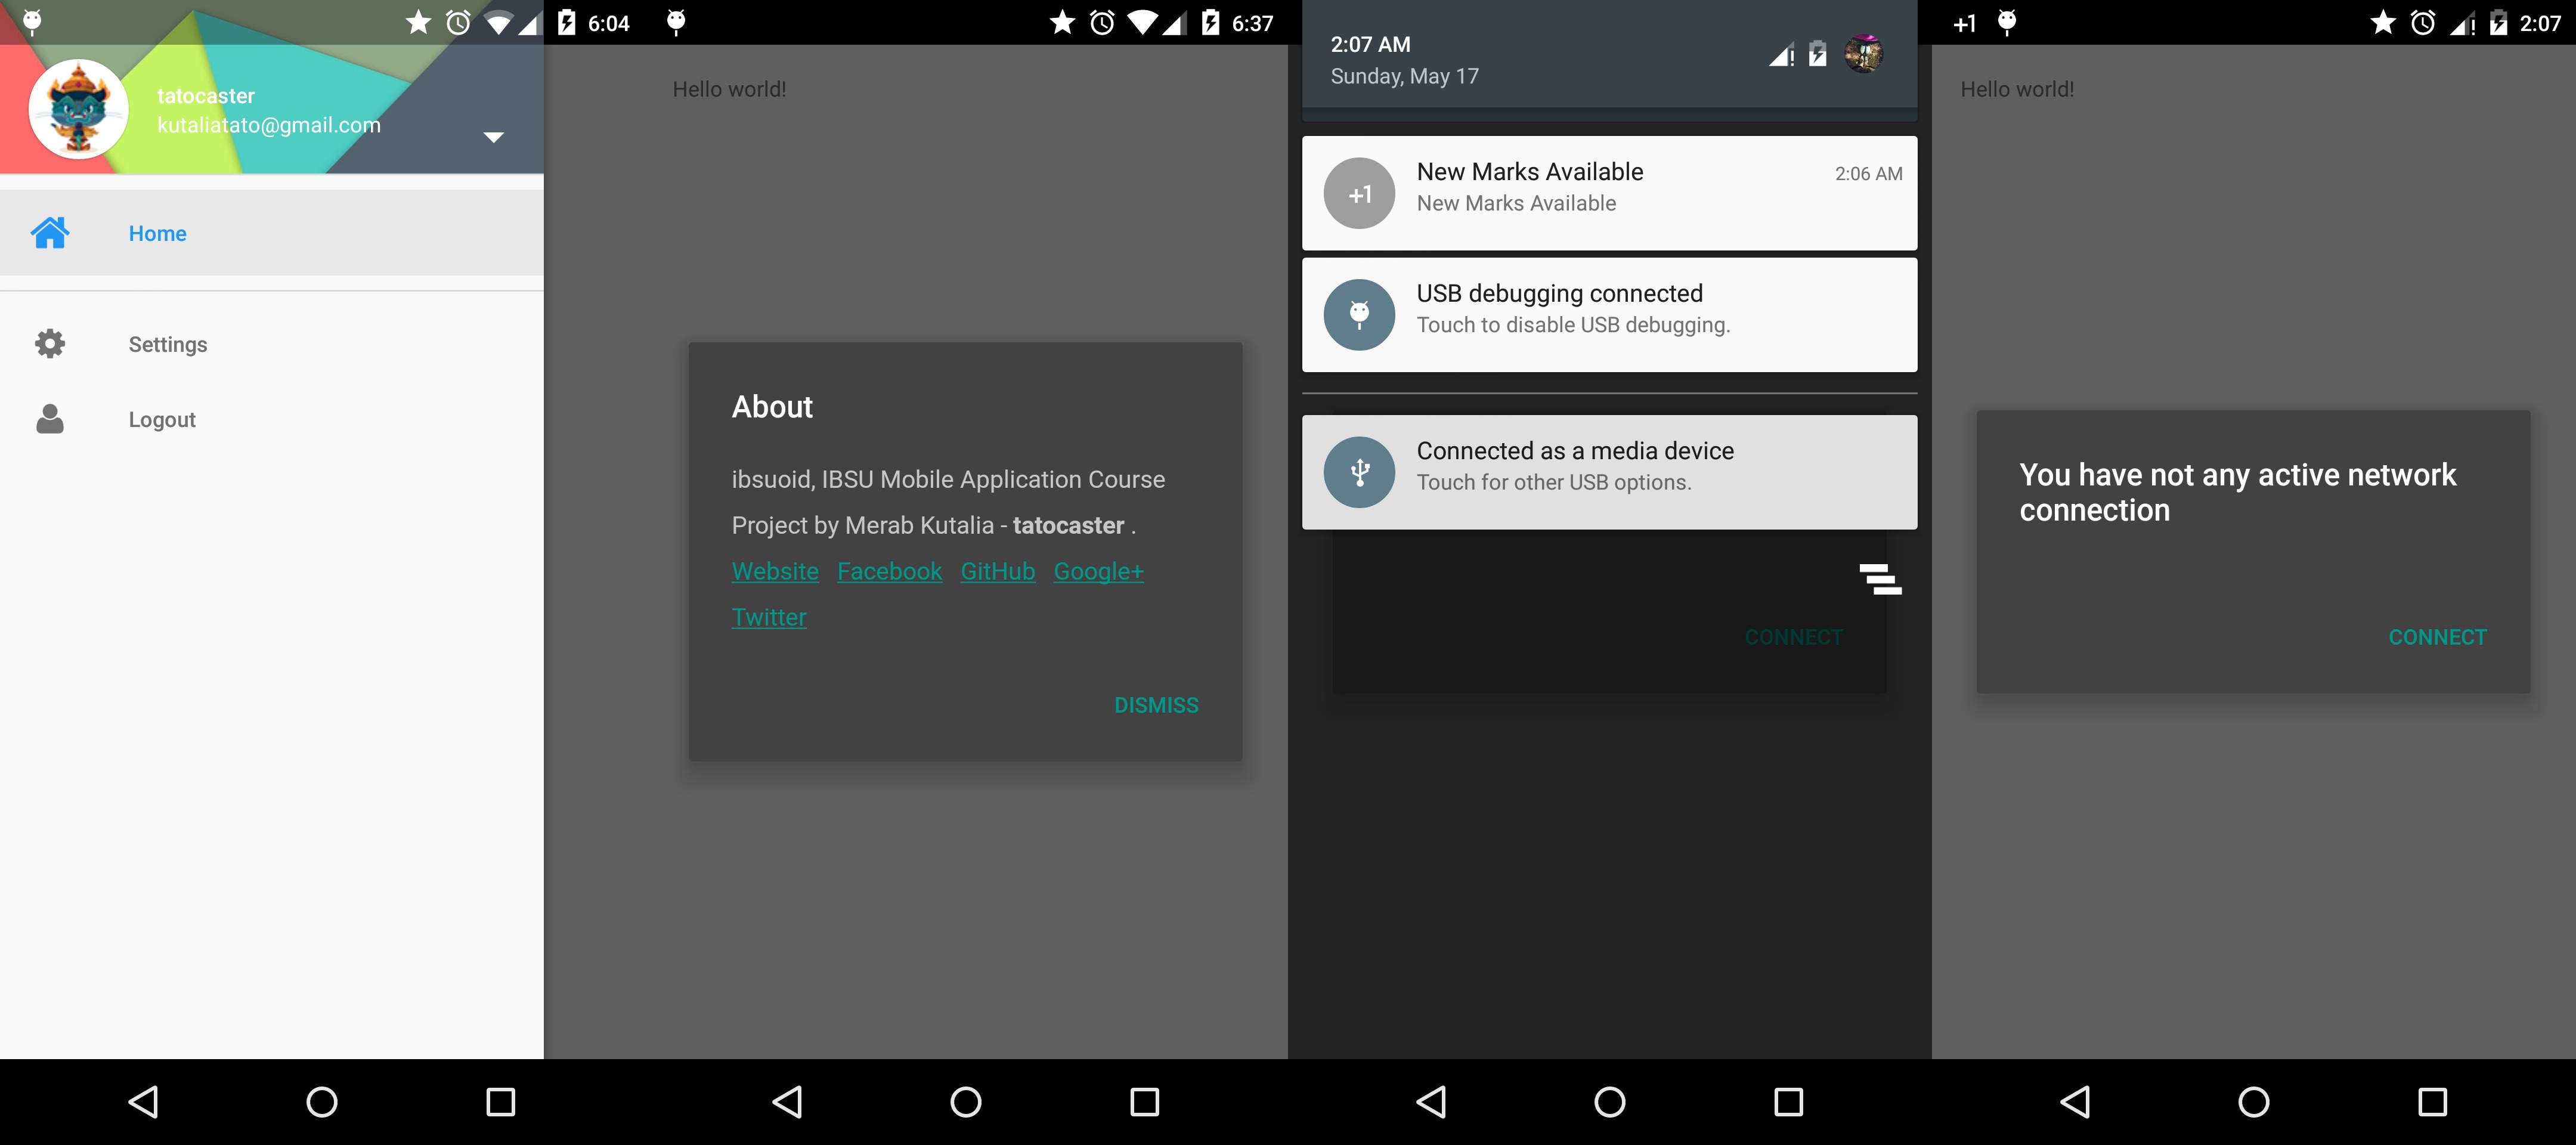 6:04
tatocaster
kutaliatato@gmail.com
Home
Settings
Logout
6:37
Hello world!
About
ibsuoid, IBSU Mobile Application Course
Project by Merab Kutalia - tatocaster .
Website Facebook GitHub Google+
Twitter
DISMISS
2:07 AM
Sunday, May 17
+1
New Marks Available
2:06 AM
New Marks Available
USB debugging connected
Touch to disable USB debugging.
Connected as a media device
Touch for other USB options.
CONNECT
+1
2:07
Hello world!
You have not any active network
connection
CONNECT